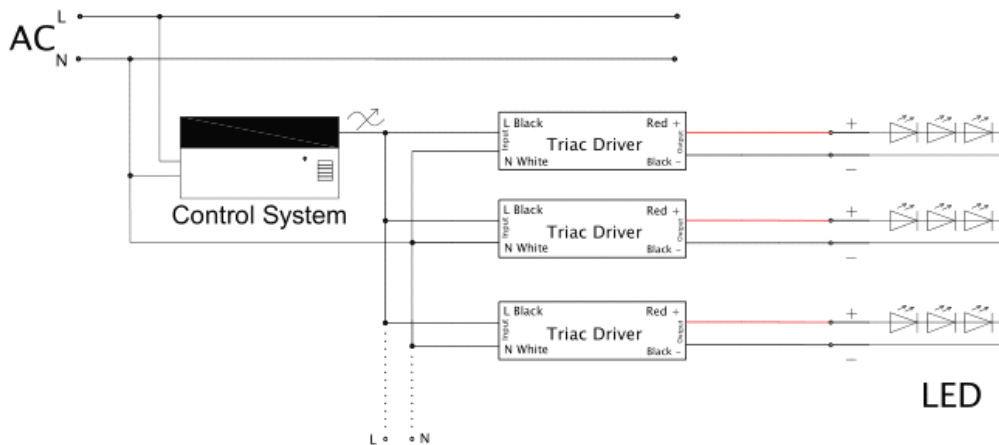 AC
L
N
Control System
L Black
Red +
Input
Triac Driver
Output
N White
Black -
+
–
L Black
Red +
Input
Triac Driver
Output
N White
Black -
+
–
L Black
Red +
Input
Triac Driver
Output
N White
Black -
+
–
LED
L
N